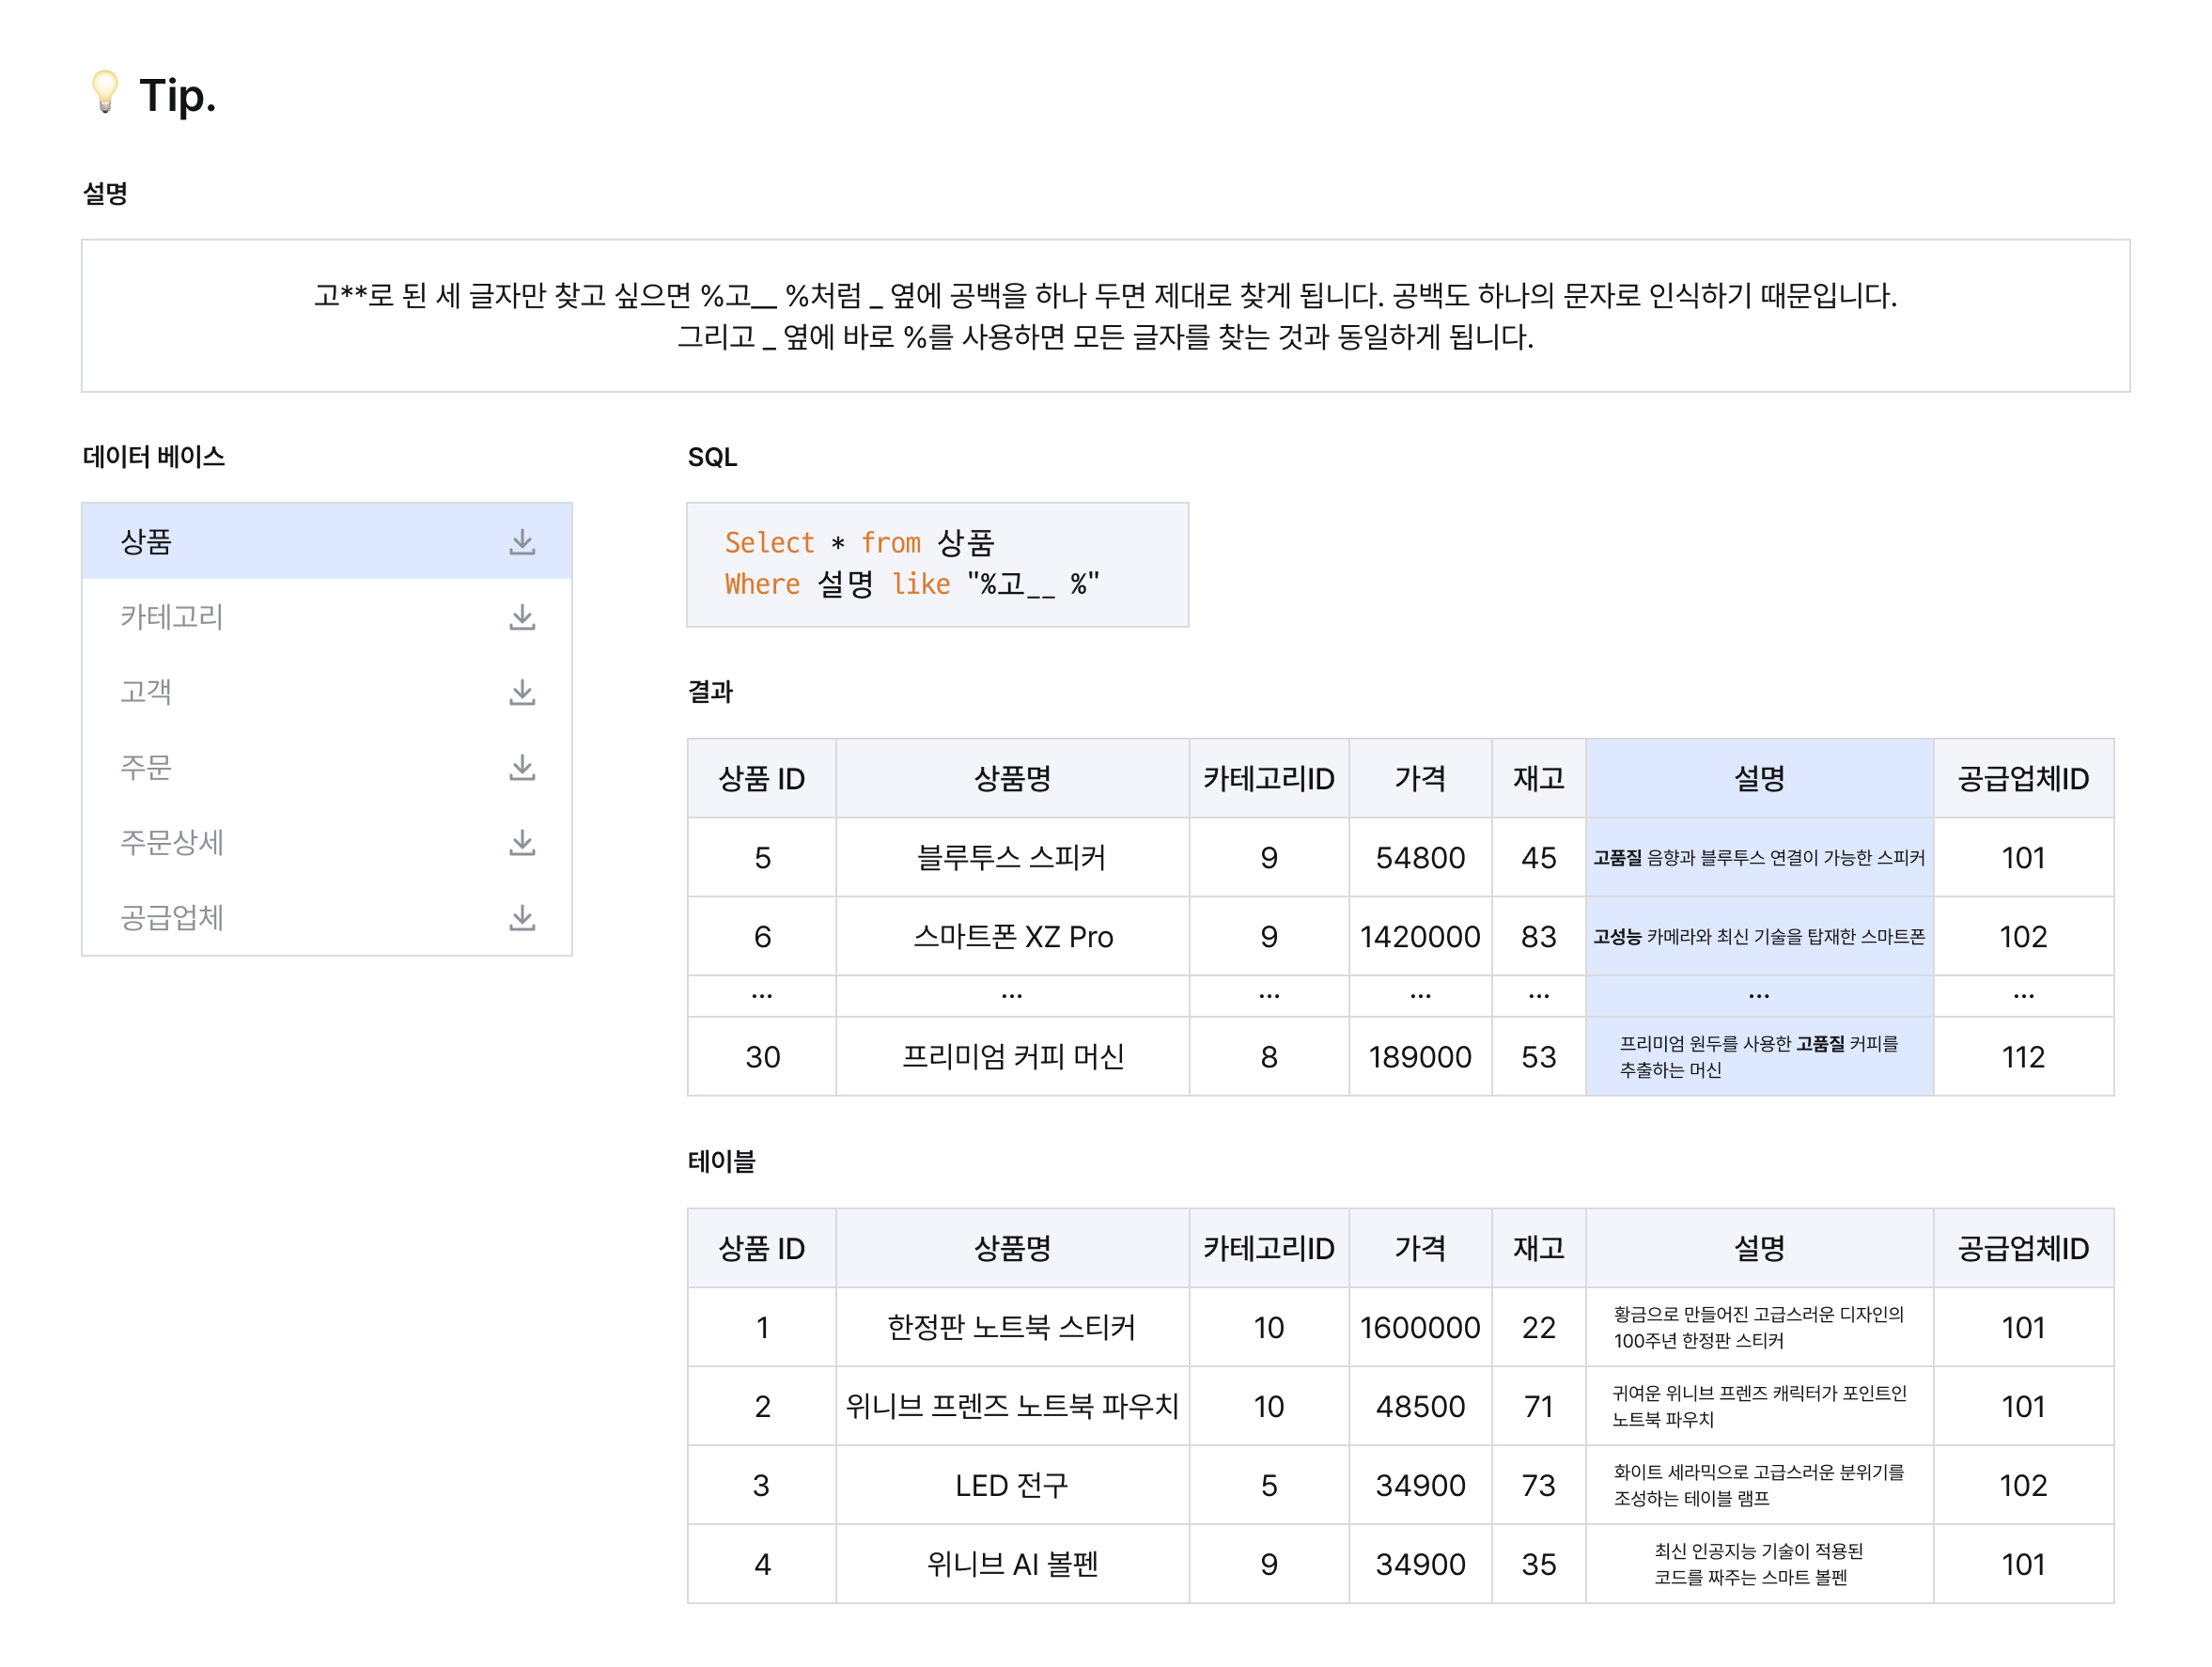 💡 Tip.
설명
고**로 된 세 글자만 찾고 싶으면 %고__ %처럼 _ 옆에 공백을 하나 두면 제대로 찾게 됩니다. 공백도 하나의 문자로 인식하기 때문입니다.
그리고 _ 옆에 바로 %를 사용하면 모든 글자를 찾는 것과 동일하게 됩니다.
데이터 베이스
상품
카테고리
고객
주문
주문상세
공급업체
SQL
Select * from 상품
Where 설명 like "%고__ %"
결과
상품 ID 상품명 카테고리ID 가격 재고 설명 공급업체ID
5 블루투스 스피커 9 54800 45 고품질 음향과 블루투스 연결이 가능한 스피커 101
6 스마트폰 XZ Pro 9 1420000 83 고성능 카메라와 최신 기술을 탑재한 스마트폰 102
... ... ... ... ... ... ...
30 프리미엄 커피 머신 8 189000 53 프리미엄 원두를 사용한 고품질 커피를
추출하는 머신 112
테이블
상품 ID 상품명 카테고리ID 가격 재고 설명 공급업체ID
1 한정판 노트북 스티커 10 1600000 22 황금으로 만들어진 고급스러운 디자인의
100주년 한정판 스티커 101
2 위니브 프렌즈 노트북 파우치 10 48500 71 귀여운 위니브 프렌즈 캐릭터가 포인트인
노트북 파우치 101
3 LED 전구 5 34900 73 화이트 세라믹으로 고급스러운 분위기를
조성하는 테이블 램프 102
4 위니브 AI 볼펜 9 34900 35 최신 인공지능 기술이 적용된
코드를 짜주는 스마트 볼펜 101